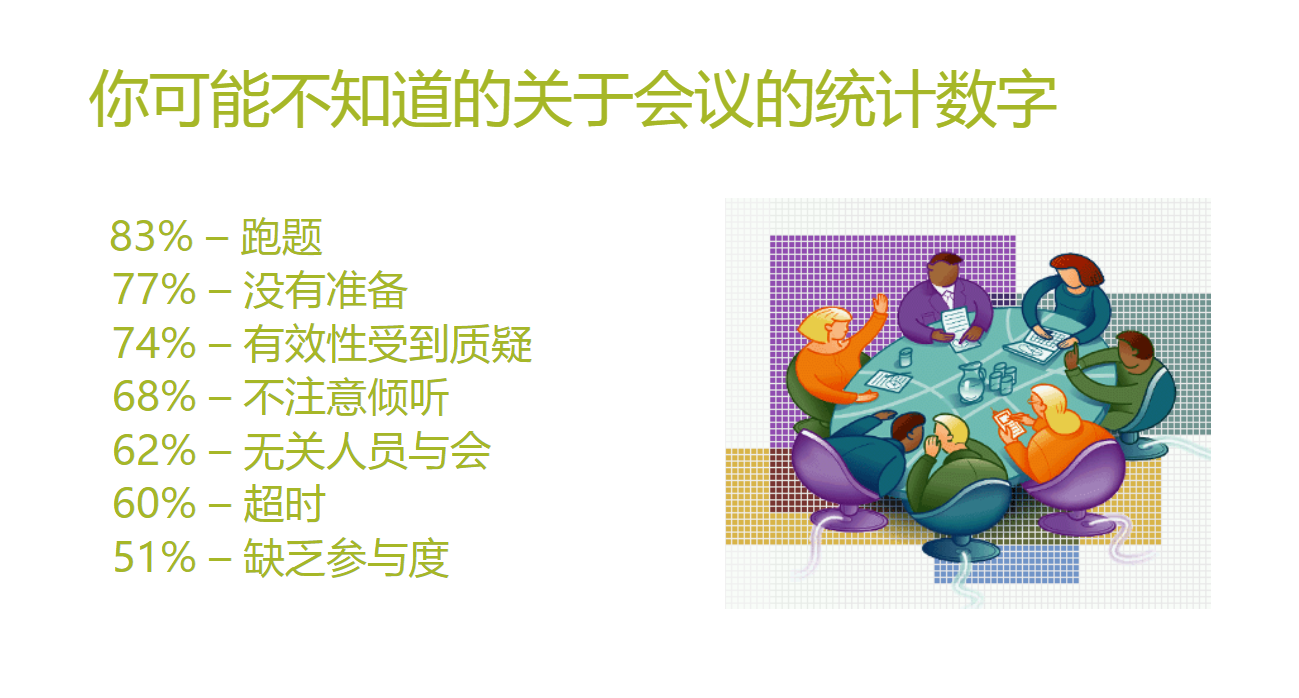 你可能不知道的关于会议的统计数字
83% – 跑题
77% – 没有准备
74% – 有效性受到质疑
68% – 不注意倾听
62% – 无关人员与会
60% – 超时
51% – 缺乏参与度